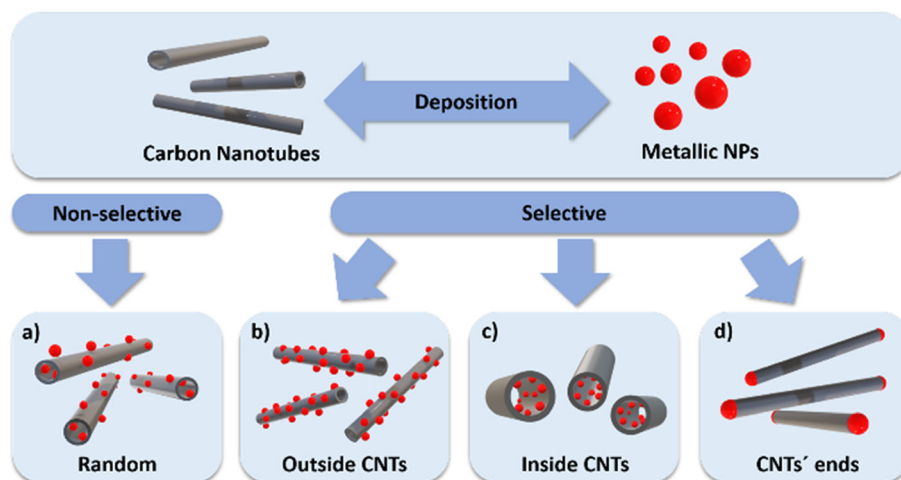 Deposition
Carbon Nanotubes
Metallic NPs
Non-selective
Selective
a)
Random
b)
Outside CNTs
c)
Inside CNTs
d)
CNTs´ ends